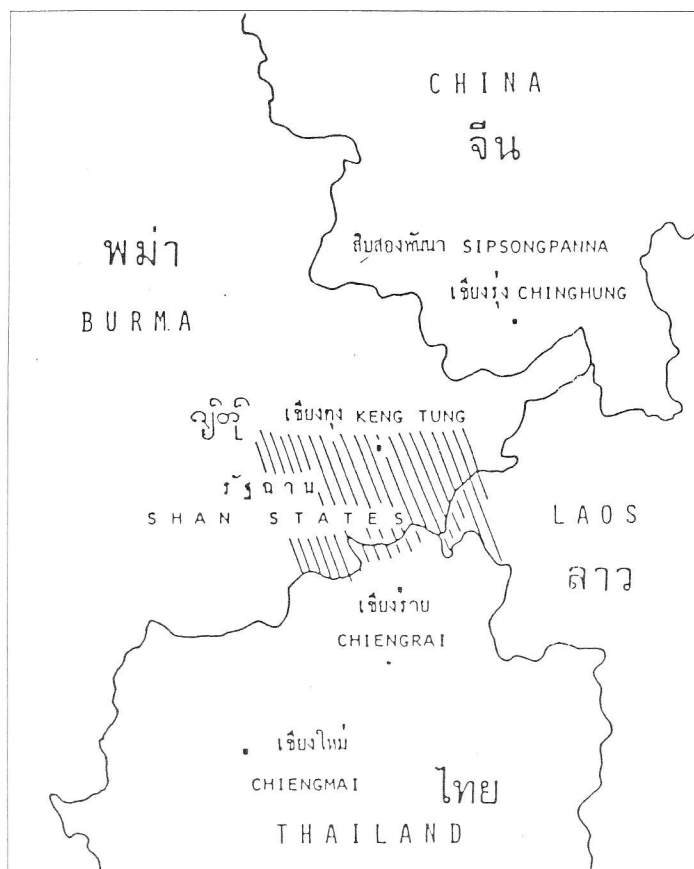 CHINA
จีน
พม่า
BURMA
สิบสองพันนา SIPSONGPANNA
เชียงรุ่ง CHINGHUNG
เชียงตุง KENG TUNG
รัฐฉาน
SHAN STATES
LAOS
ลาว
เชียงราย
CHIENGRAI
เชียงใหม่
CHIENGMAI
ไทย
THAILAND